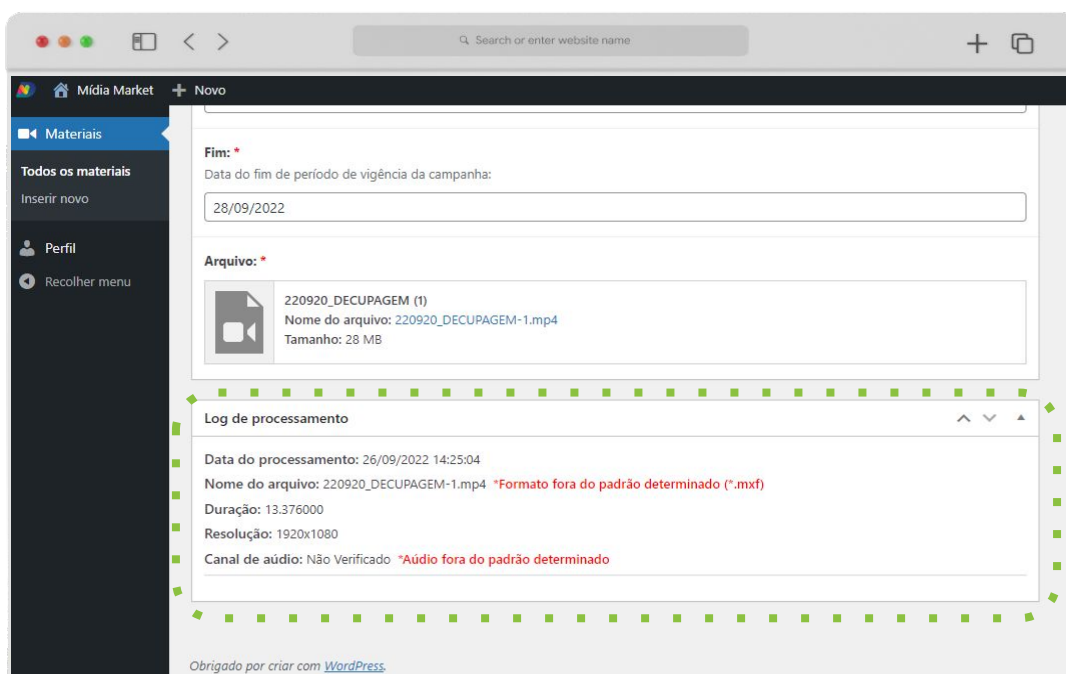 Search or enter website name
Mídia Market
Novo
Materiais
Todos os materiais
Inserir novo
Perfil
Recolher menu
Fim: *
Data do fim de período de vigência da campanha:
28/09/2022
Arquivo: *
220920_DECUPAGEM (1)
Nome do arquivo: 220920_DECUPAGEM-1.mp4
Tamanho: 28 MB
Log de processamento
Data do processamento: 26/09/2022 14:25:04
Nome do arquivo: 220920_DECUPAGEM-1.mp4 *Formato fora do padrão determinado (*.mxf)
Duração: 13.376000
Resolução: 1920x1080
Canal de aúdio: Não Verificado *Aúdio fora do padrão determinado
Obrigado por criar com WordPress.